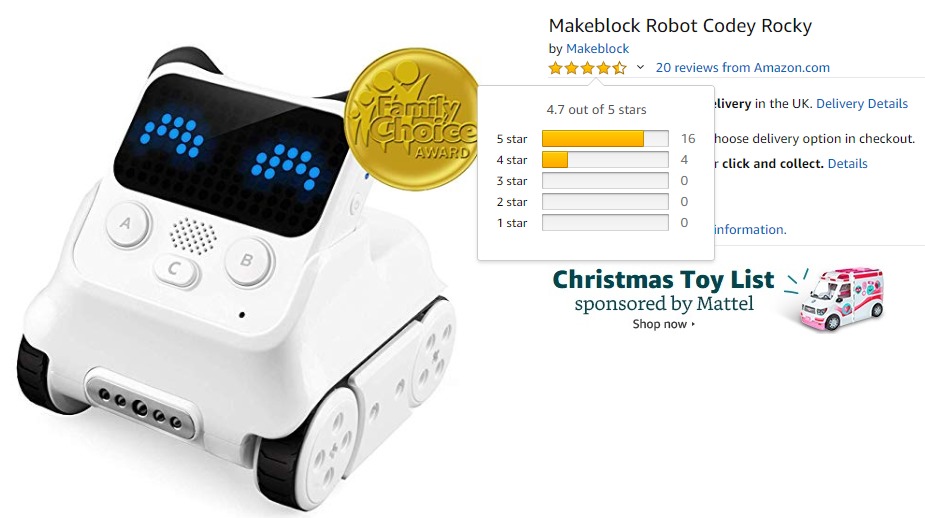 Makeblock Robot Codey Rocky
by Makeblock
20 reviews from Amazon.com
4.7 out of 5 stars
5 star 16
4 star 4
3 star 0
2 star 0
1 star 0
elivery in the UK. Delivery Details
hoose delivery option in checkout.
r click and collect. Details
information.
Family
Choice
AWARD
A
B
C
Christmas Toy List
sponsored by Mattel
Shop now ›